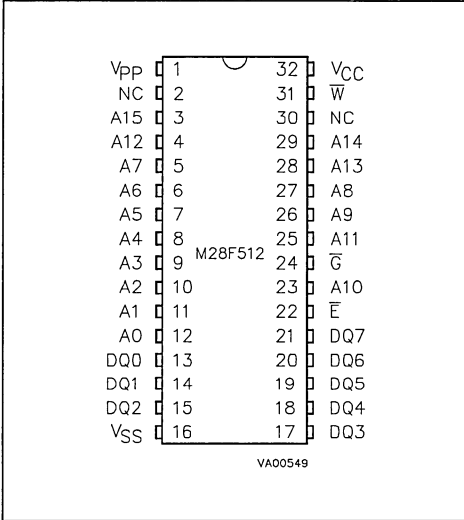 VPP 1 32 VCC
NC 2 31 W̅
A15 3 30 NC
A12 4 29 A14
A7 5 28 A13
A6 6 27 A8
A5 7 26 A9
A4 8 25 A11
M28F512
A3 9 24 G̅
A2 10 23 A10
A1 11 22 E̅
A0 12 21 DQ7
DQ0 13 20 DQ6
DQ1 14 19 DQ5
DQ2 15 18 DQ4
VSS 16 17 DQ3
VA00549